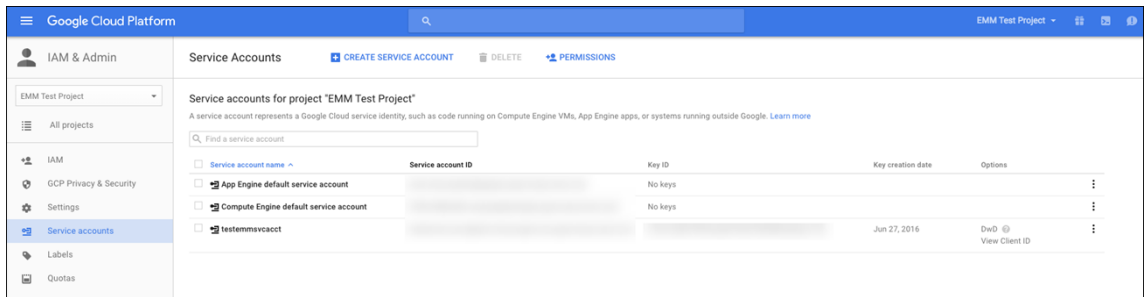 Google Cloud Platform
EMM Test Project
IAM & Admin
Service Accounts
CREATE SERVICE ACCOUNT
DELETE
PERMISSIONS
EMM Test Project
All projects
IAM
GCP Privacy & Security
Settings
Service accounts
Labels
Quotas
Service accounts for project "EMM Test Project"
A service account represents a Google Cloud service identity, such as code running on Compute Engine VMs, App Engine apps, or systems running outside Google. Learn more
Find a service account
Service account name Service account ID Key ID Key creation date Options
App Engine default service account No keys
Compute Engine default service account No keys
testemmsvcacct Jun 27, 2016 DwD
View Client ID